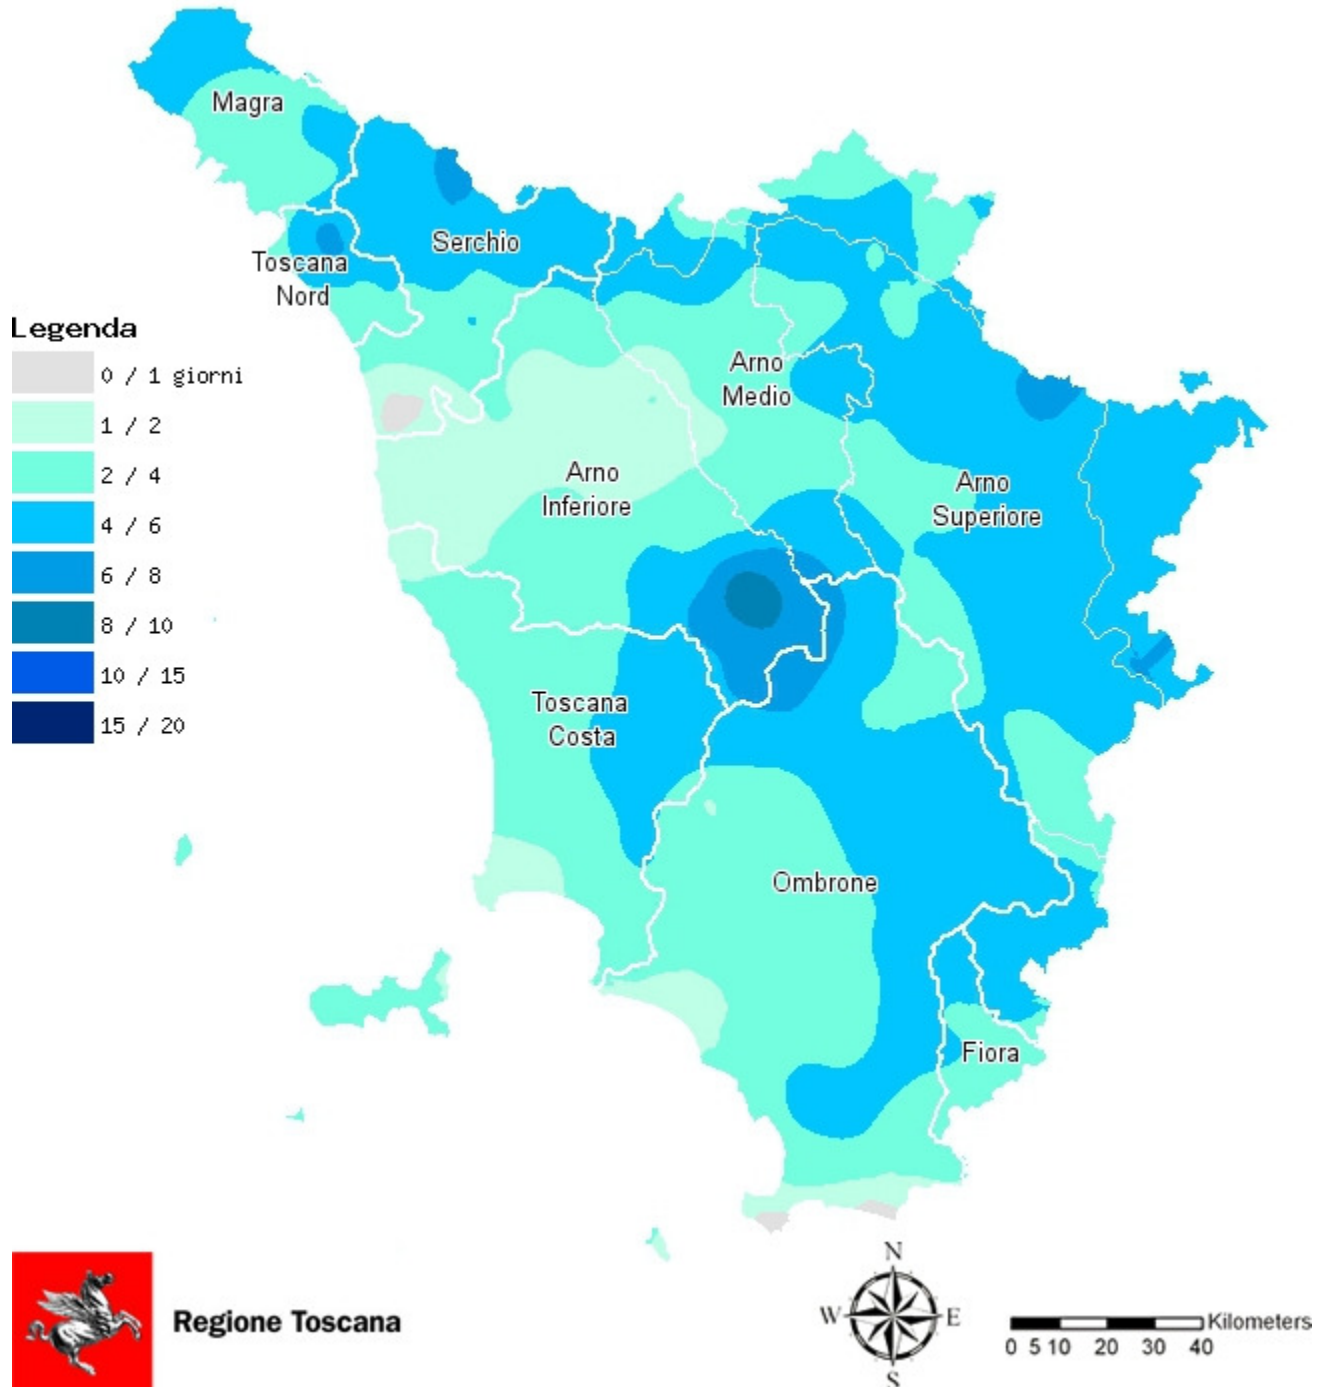 Magra
Serchio
Toscana
Nord
Legenda
0 / 1 giorni
1 / 2
2 / 4
4 / 6
6 / 8
8 / 10
10 / 15
15 / 20
Arno
Medio
Arno
Inferiore
Arno
Superiore
Toscana
Costa
Ombrone
Fiora
Regione Toscana
N
W E
S
Kilometers
0 5 10 20 30 40